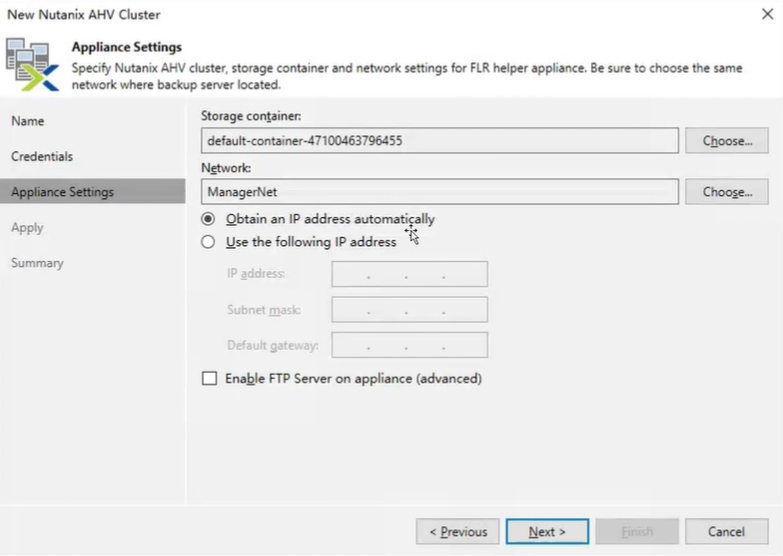 New Nutanix AHV Cluster
Appliance Settings
Specify Nutanix AHV cluster, storage container and network settings for FLR helper appliance. Be sure to choose the same
network where backup server located.
Name
Credentials
Appliance Settings
Apply
Summary
Storage container:
default-container-47100463796455
Choose...
Network:
ManagerNet
Choose...
Obtain an IP address automatically
Use the following IP address
IP address:
Subnet mask:
Default gateway:
Enable FTP Server on appliance (advanced)
< Previous
Next >
Finish
Cancel